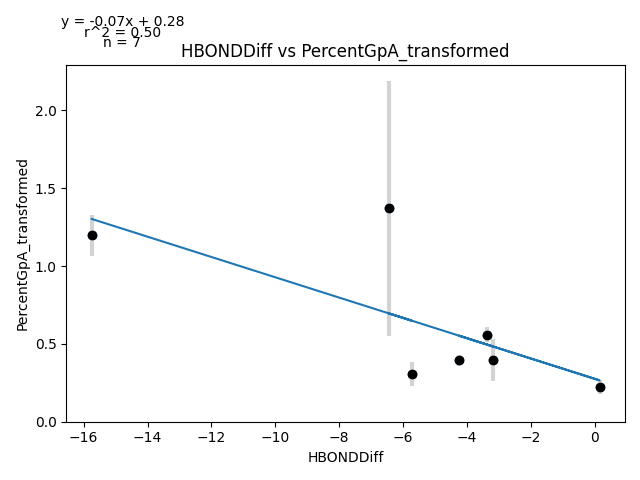 y = -0.07x + 0.28
r^2 = 0.50
n = 7
HBONDDiff vs PercentGpA_transformed
PercentGpA_transformed
2.0
1.5
1.0
0.5
0.0
−16
−14
−12
−10
−8
−6
−4
−2
0
HBONDDiff